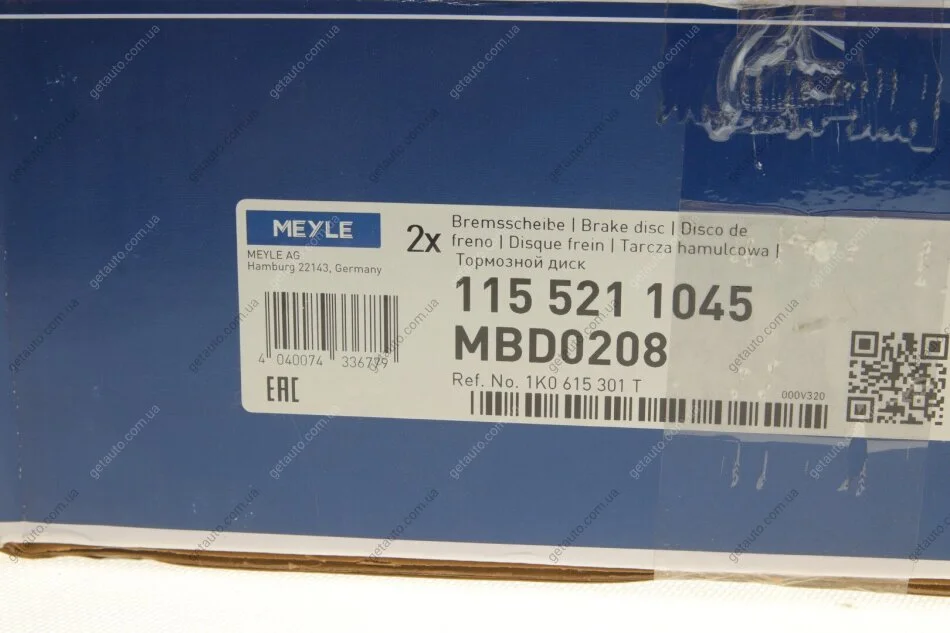 MEYLE
MEYLE AG
Hamburg 22143, Germany
2x
Bremsscheibe | Brake disc | Disco de
freno | Disque frein | Tarcza hamulcowa |
Тормозной диск
115 521 1045
MBD0208
Ref. No. 1K0 615 301 T
000V320
4 040074 336779
EAC
getauto.com.ua